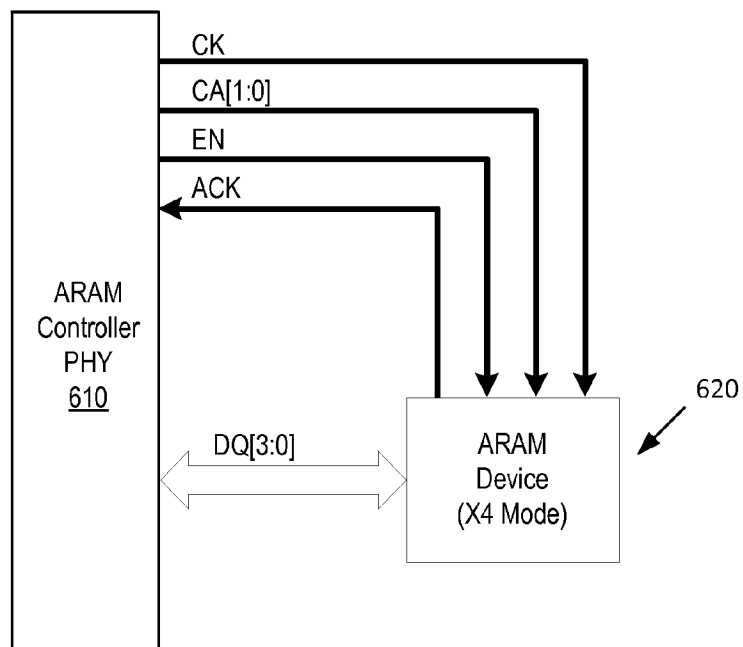 CK
CA[1:0]
EN
ACK
ARAM
Controller
PHY
610
DQ[3:0]
ARAM
Device
(X4 Mode)
620